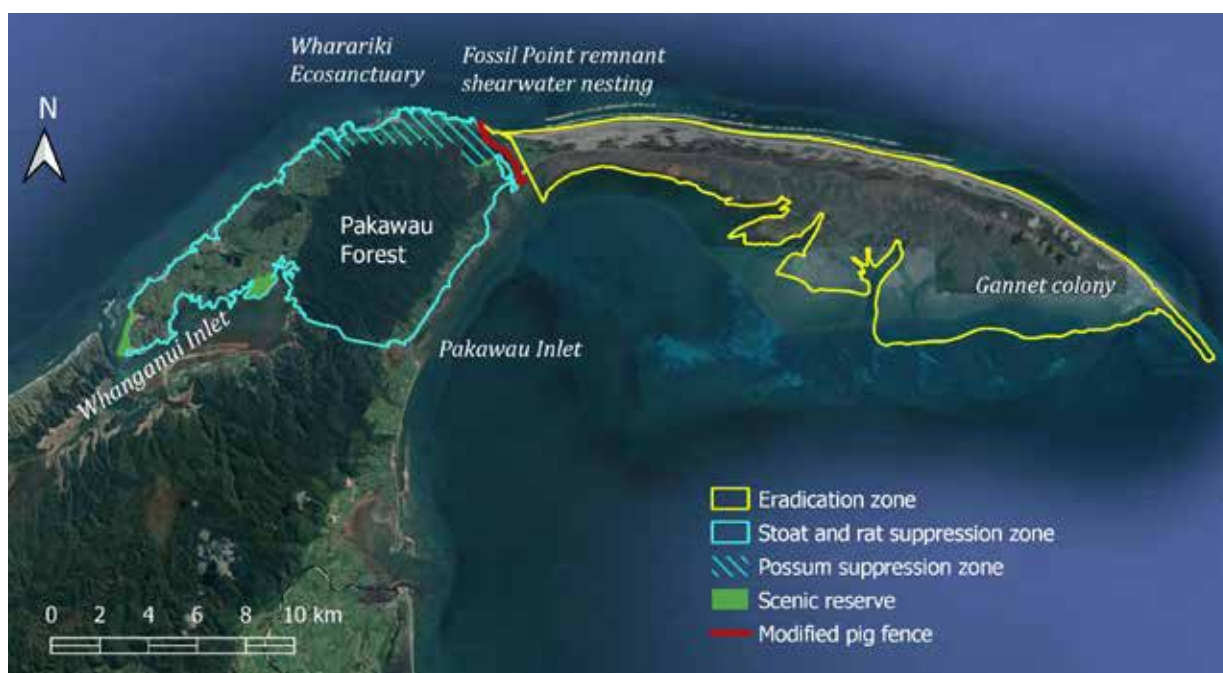 Wharariki
Ecosanctuary
Fossil Point remnant
shearwater nesting
N
Pakawau
Forest
Gannet colony
Whanganui Inlet
Pakawau Inlet
Eradication zone
Stoat and rat suppression zone
Possum suppression zone
Scenic reserve
Modified pig fence
0 2 4 6 8 10 km